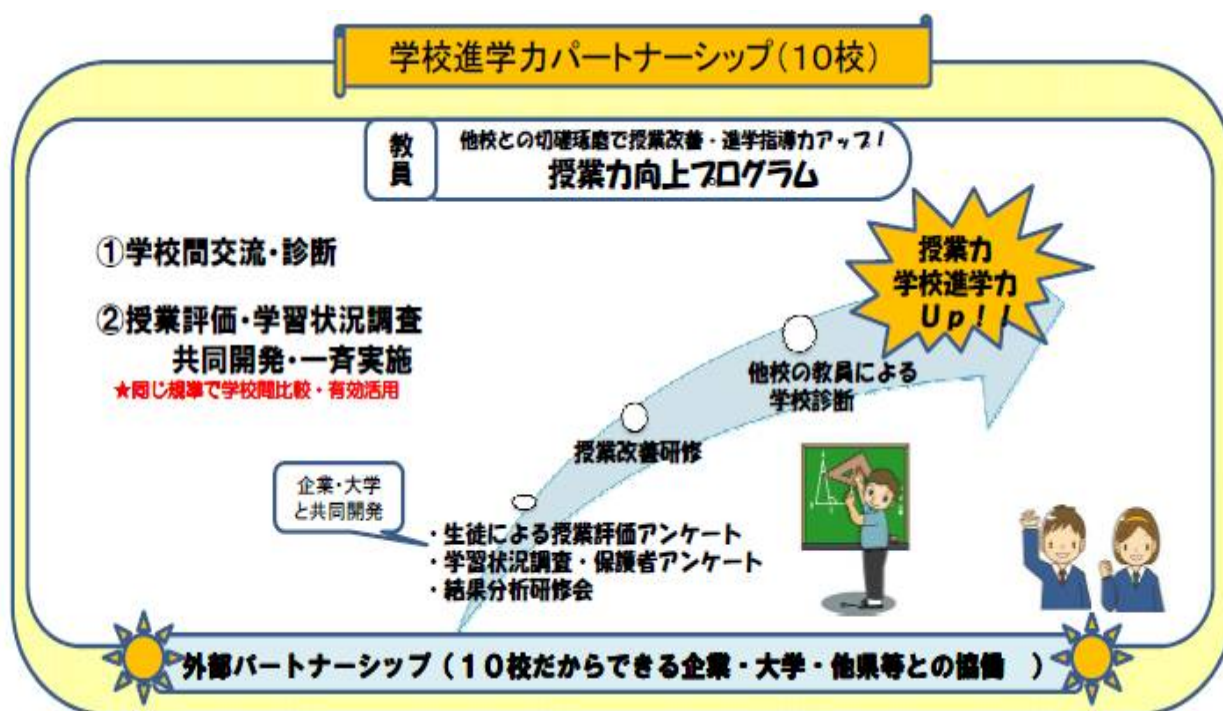 学校進学力パートナーシップ(10校)
教員
他校との切磋琢磨で授業改善・進学指導力アップ!
授業力向上プログラム
①学校間交流・診断
②授業評価・学習状況調査
共同開発・一斉実施
★同じ規準で学校間比較・有効活用
授業力
学校進学力
Up!!
他校の教員による
学校診断
授業改善研修
企業・大学
と共同開発
・生徒による授業評価アンケート
・学習状況調査・保護者アンケート
・結果分析研修会
外部パートナーシップ(10校だからできる企業・大学・他県等との協働 )